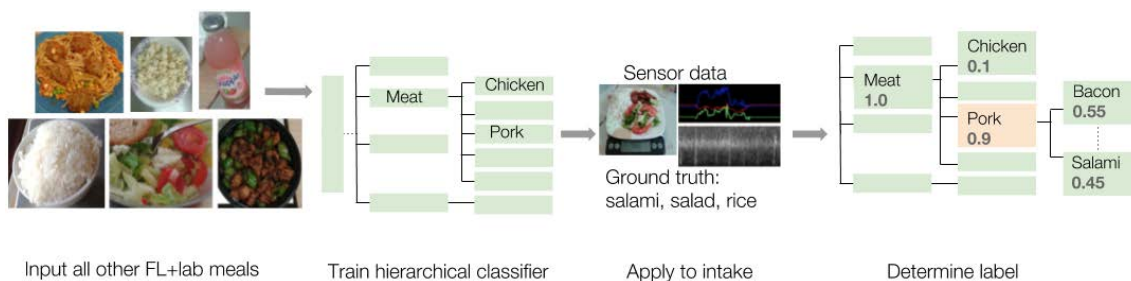 Meat
Chicken
Pork
Sensor data
Ground truth:
salami, salad, rice
Meat
1.0
Chicken
0.1
Pork
0.9
Bacon
0.55
Salami
0.45
Input all other FL+lab meals
Train hierarchical classifier
Apply to intake
Determine label